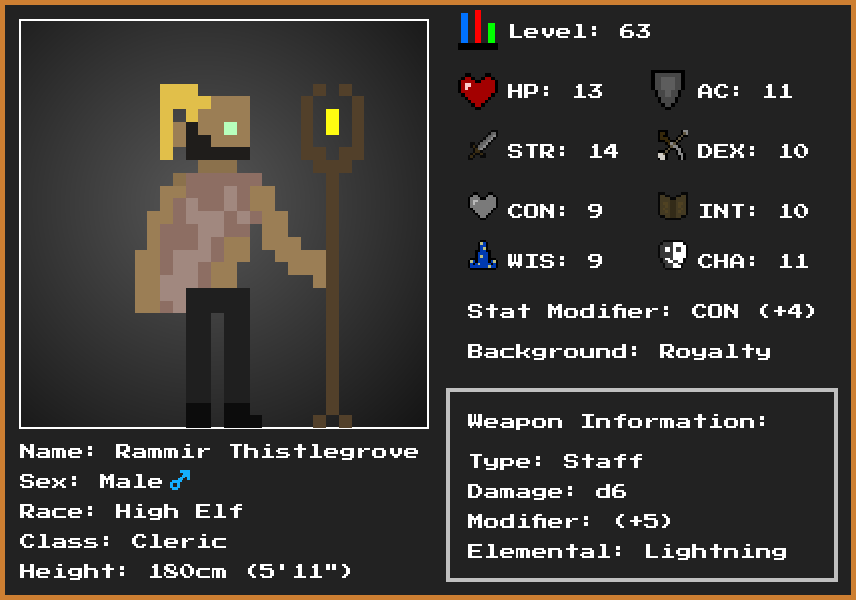 Level: 63
HP: 13
AC: 11
STR: 14
DEX: 10
CON: 9
INT: 10
WIS: 9
CHA: 11
Stat Modifier: CON (+4)
Background: Royalty
Weapon Information:
Type: Staff
Damage: d6
Modifier: (+5)
Elemental: Lightning
Name: Rammir Thistlegrove
Sex: Male♂
Race: High Elf
Class: Cleric
Height: 180cm (5'11")